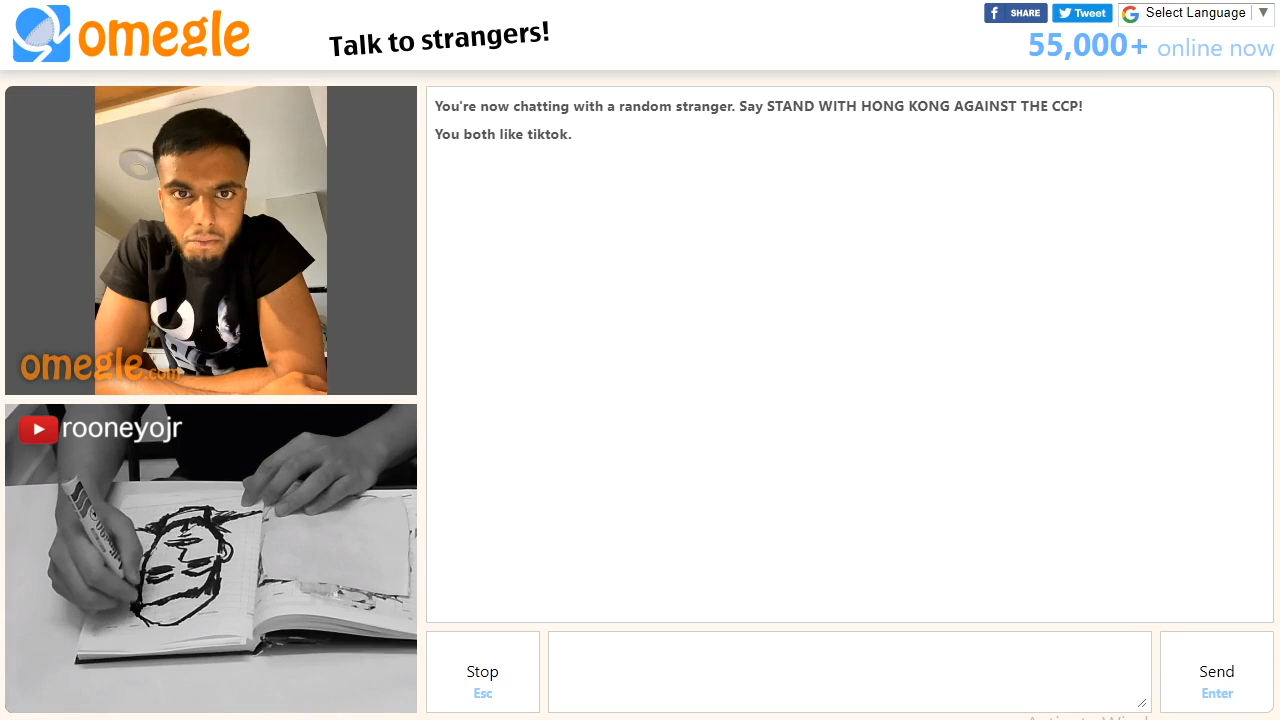 omegle
Talk to strangers!
SHARE
Tweet
Select Language
55,000+ online now
You're now chatting with a random stranger. Say STAND WITH HONG KONG AGAINST THE CCP!
You both like tiktok.
omegle.com
rooneyojr
Stop
Esc
Send
Enter